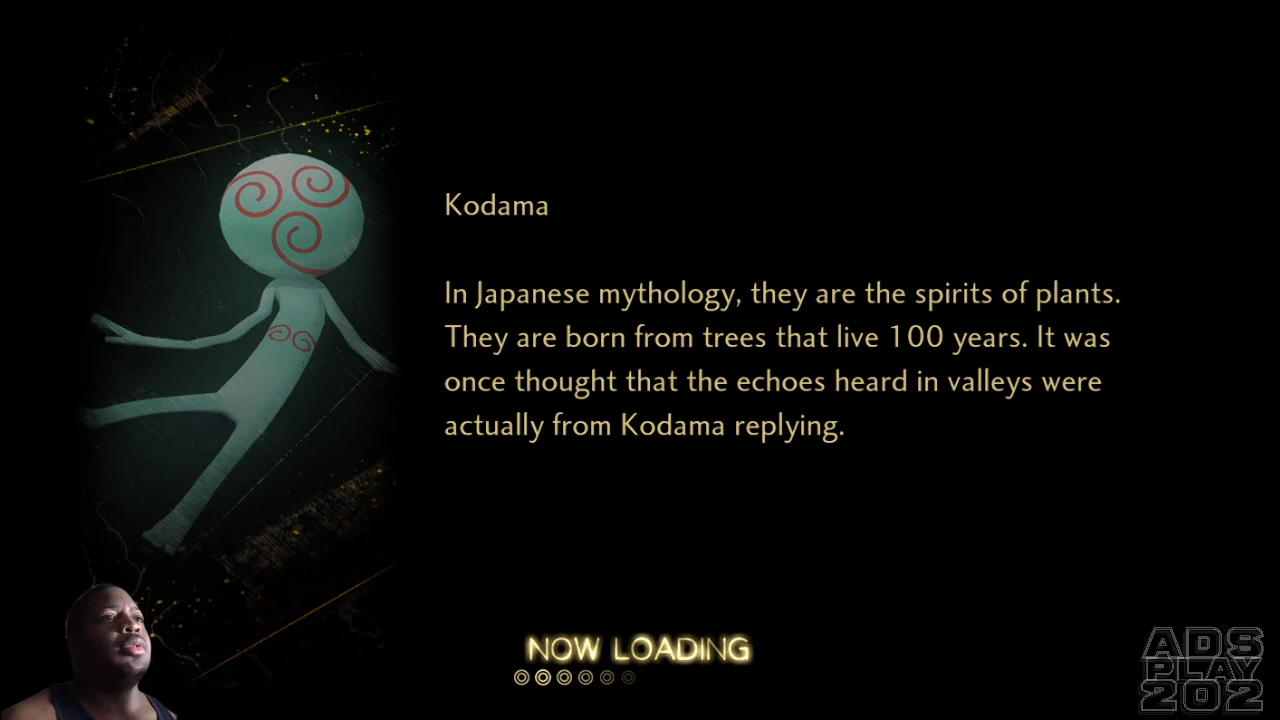 Kodama
In Japanese mythology, they are the spirits of plants.
They are born from trees that live 100 years. It was
once thought that the echoes heard in valleys were
actually from Kodama replying.
NOW LOADING
ADS
PLAY
202